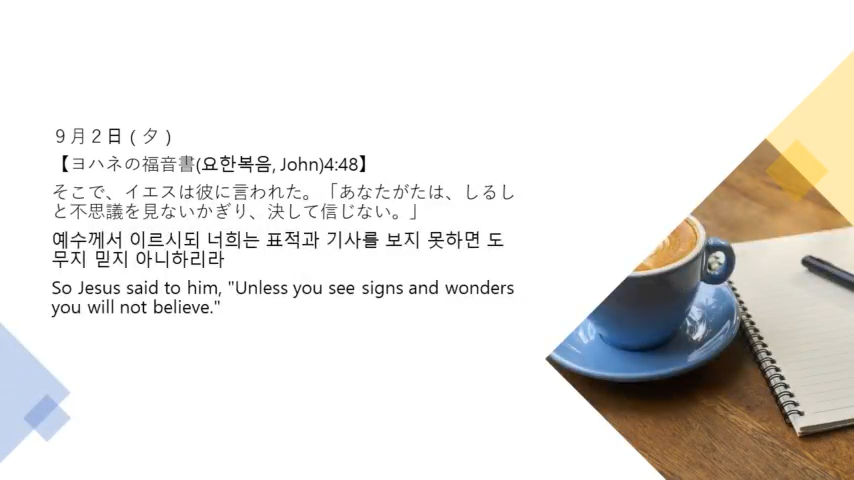 ９月２日（夕）
【ヨハネの福音書(요한복음, John)4:48】
そこで、イエスは彼に言われた。「あなたがたは、しるし
と不思議を見ないかぎり、決して信じない。」
예수께서 이르시되 너희는 표적과 기사를 보지 못하면 도
무지 믿지 아니하리라
So Jesus said to him, "Unless you see signs and wonders
you will not believe."